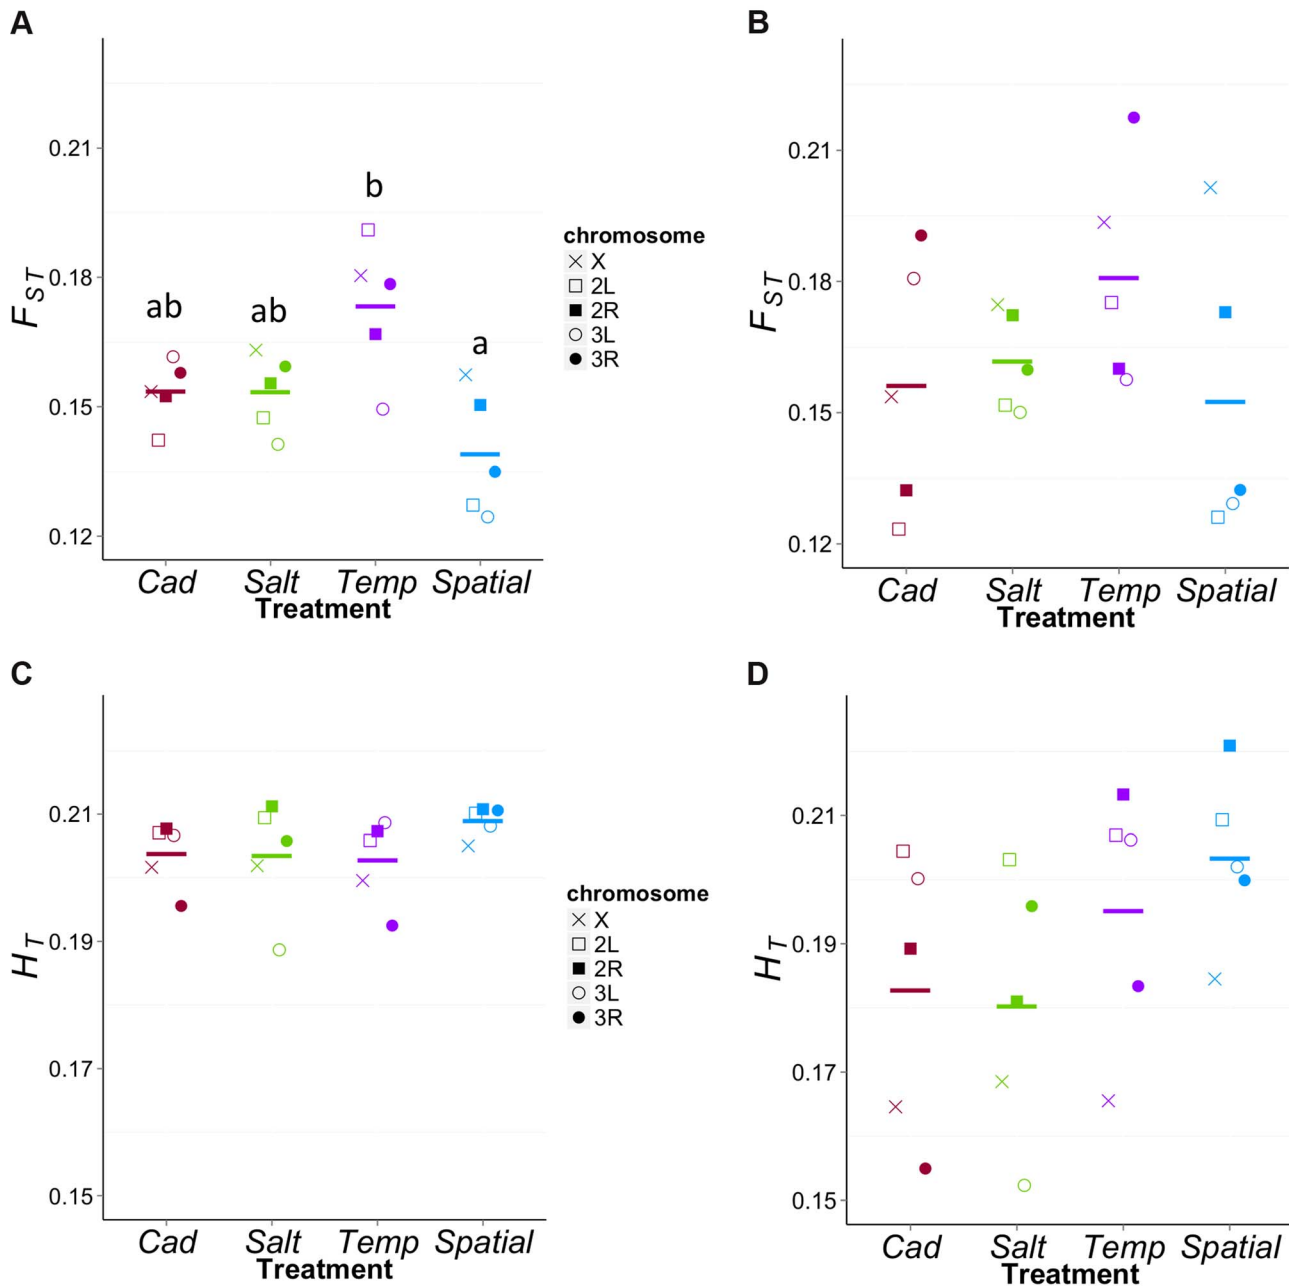 A
F_ST
0.21
0.18
0.15
0.12
ab
ab
b
a
Cad Salt Temp Spatial
Treatment
chromosome
X
2L
2R
3L
3R
B
F_ST
0.21
0.18
0.15
0.12
Cad Salt Temp Spatial
Treatment
C
H_T
0.21
0.19
0.17
0.15
Cad Salt Temp Spatial
Treatment
chromosome
X
2L
2R
3L
3R
D
H_T
0.21
0.19
0.17
0.15
Cad Salt Temp Spatial
Treatment